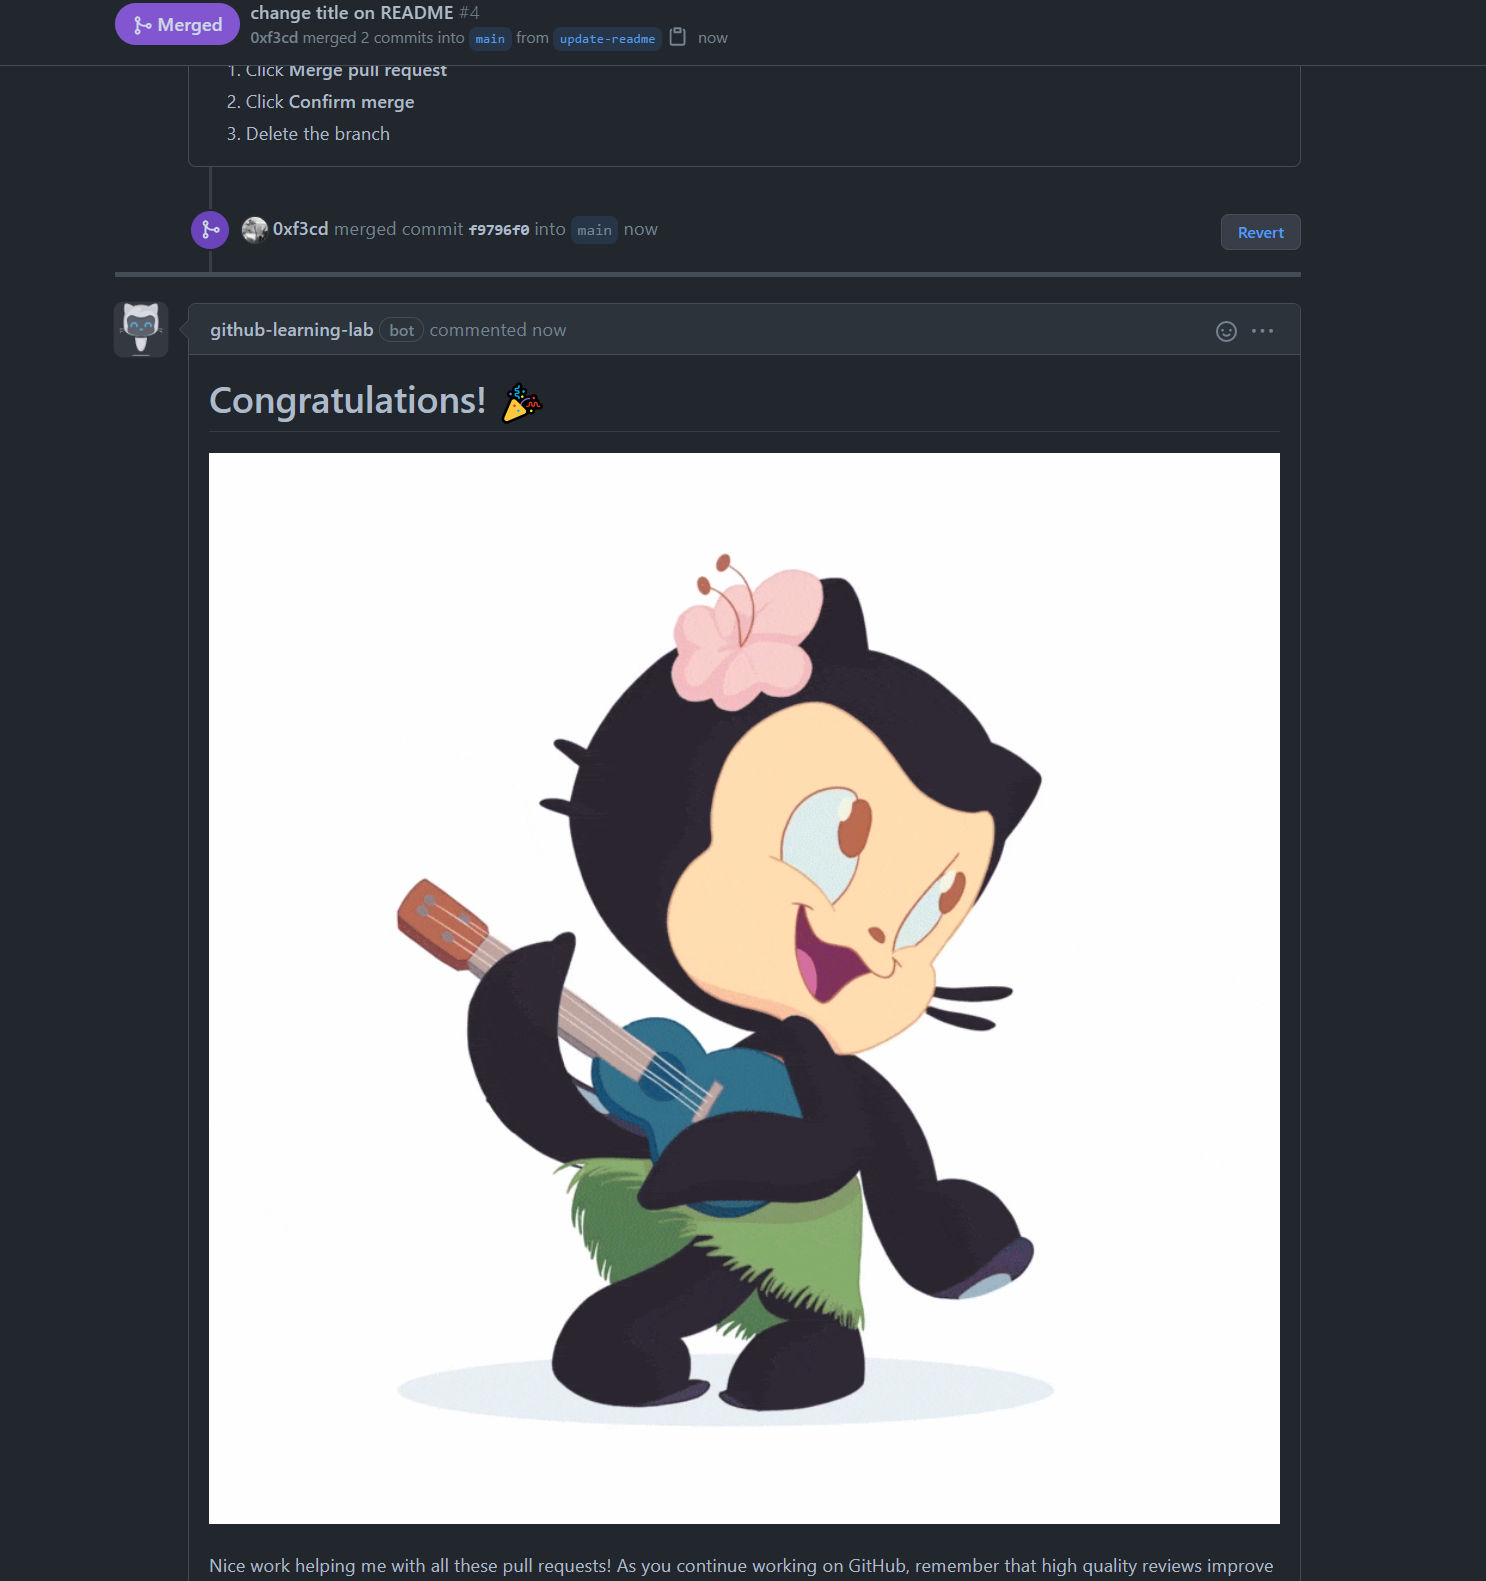 Merged
change title on README #4
0xf3cd merged 2 commits into main from update-readme now
1. Click Merge pull request
2. Click Confirm merge
3. Delete the branch
0xf3cd merged commit f9796f0 into main now
Revert
github-learning-lab bot commented now
Congratulations! 🎉
Nice work helping me with all these pull requests! As you continue working on GitHub, remember that high quality reviews improve